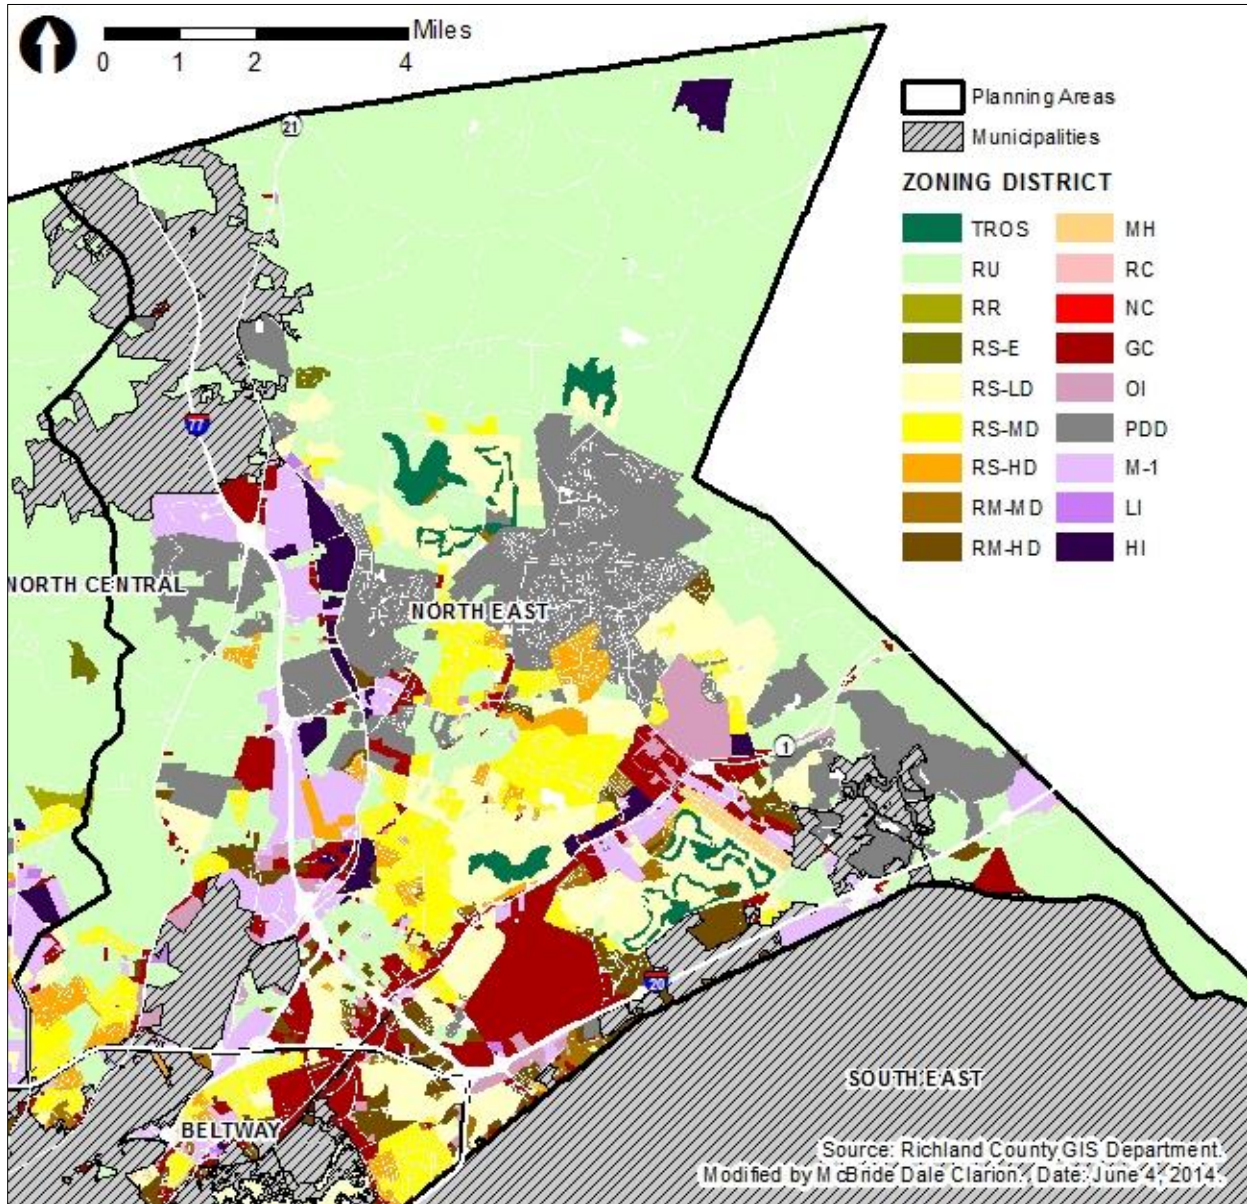 Miles
0 1 2 4
21
Planning Areas
Municipalities
ZONING DISTRICT
TROS MH
RU RC
RR NC
RS-E GC
RS-LD OI
RS-MD PDD
RS-HD M-1
RM-MD LI
RM-HD HI
77
NORTH CENTRAL
NORTH EAST
1
20
SOUTH EAST
BELTWAY
Source: Richland County GIS Department.
Modified by McBride Dale Clarion. Date: June 4, 2014.